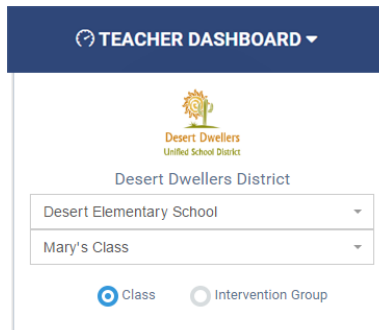 TEACHER DASHBOARD
Desert Dwellers
Unified School District
Desert Dwellers District
Desert Elementary School
Mary's Class
Class Intervention Group